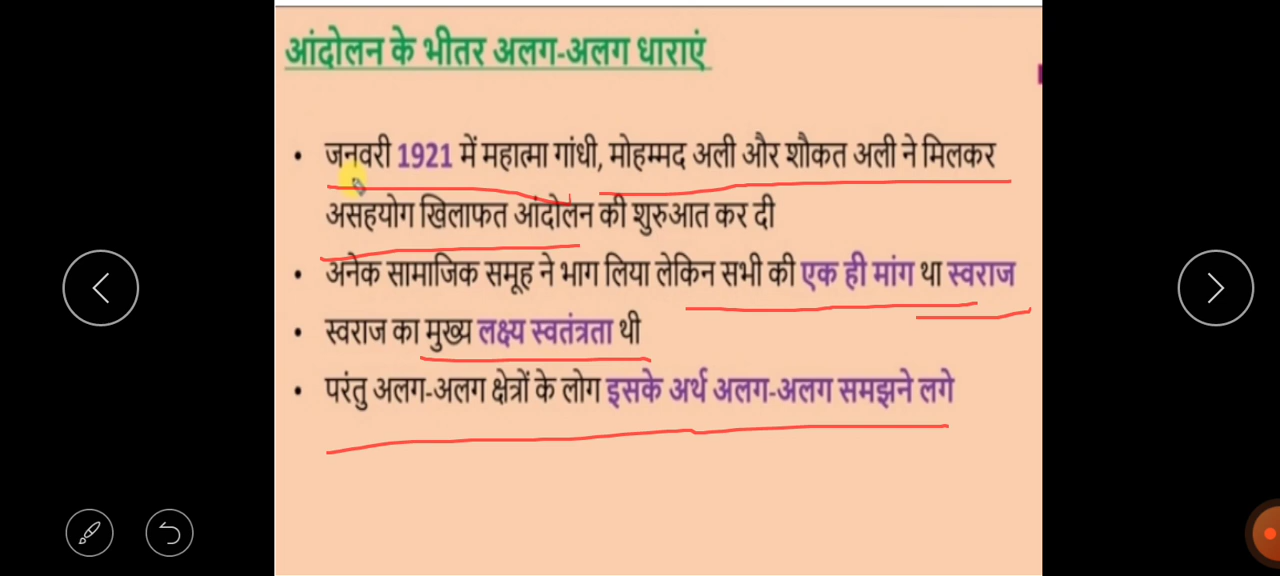 आंदोलन के भीतर अलग-अलग धाराएं
• जनवरी 1921 में महात्मा गांधी, मोहम्मद अली और शौकत अली ने मिलकर
असहयोग खिलाफत आंदोलन की शुरुआत कर दी
• अनेक सामाजिक समूह ने भाग लिया लेकिन सभी की एक ही मांग था स्वराज
• स्वराज का मुख्य लक्ष्य स्वतंत्रता थी
• परंतु अलग-अलग क्षेत्रों के लोग इसके अर्थ अलग-अलग समझने लगे